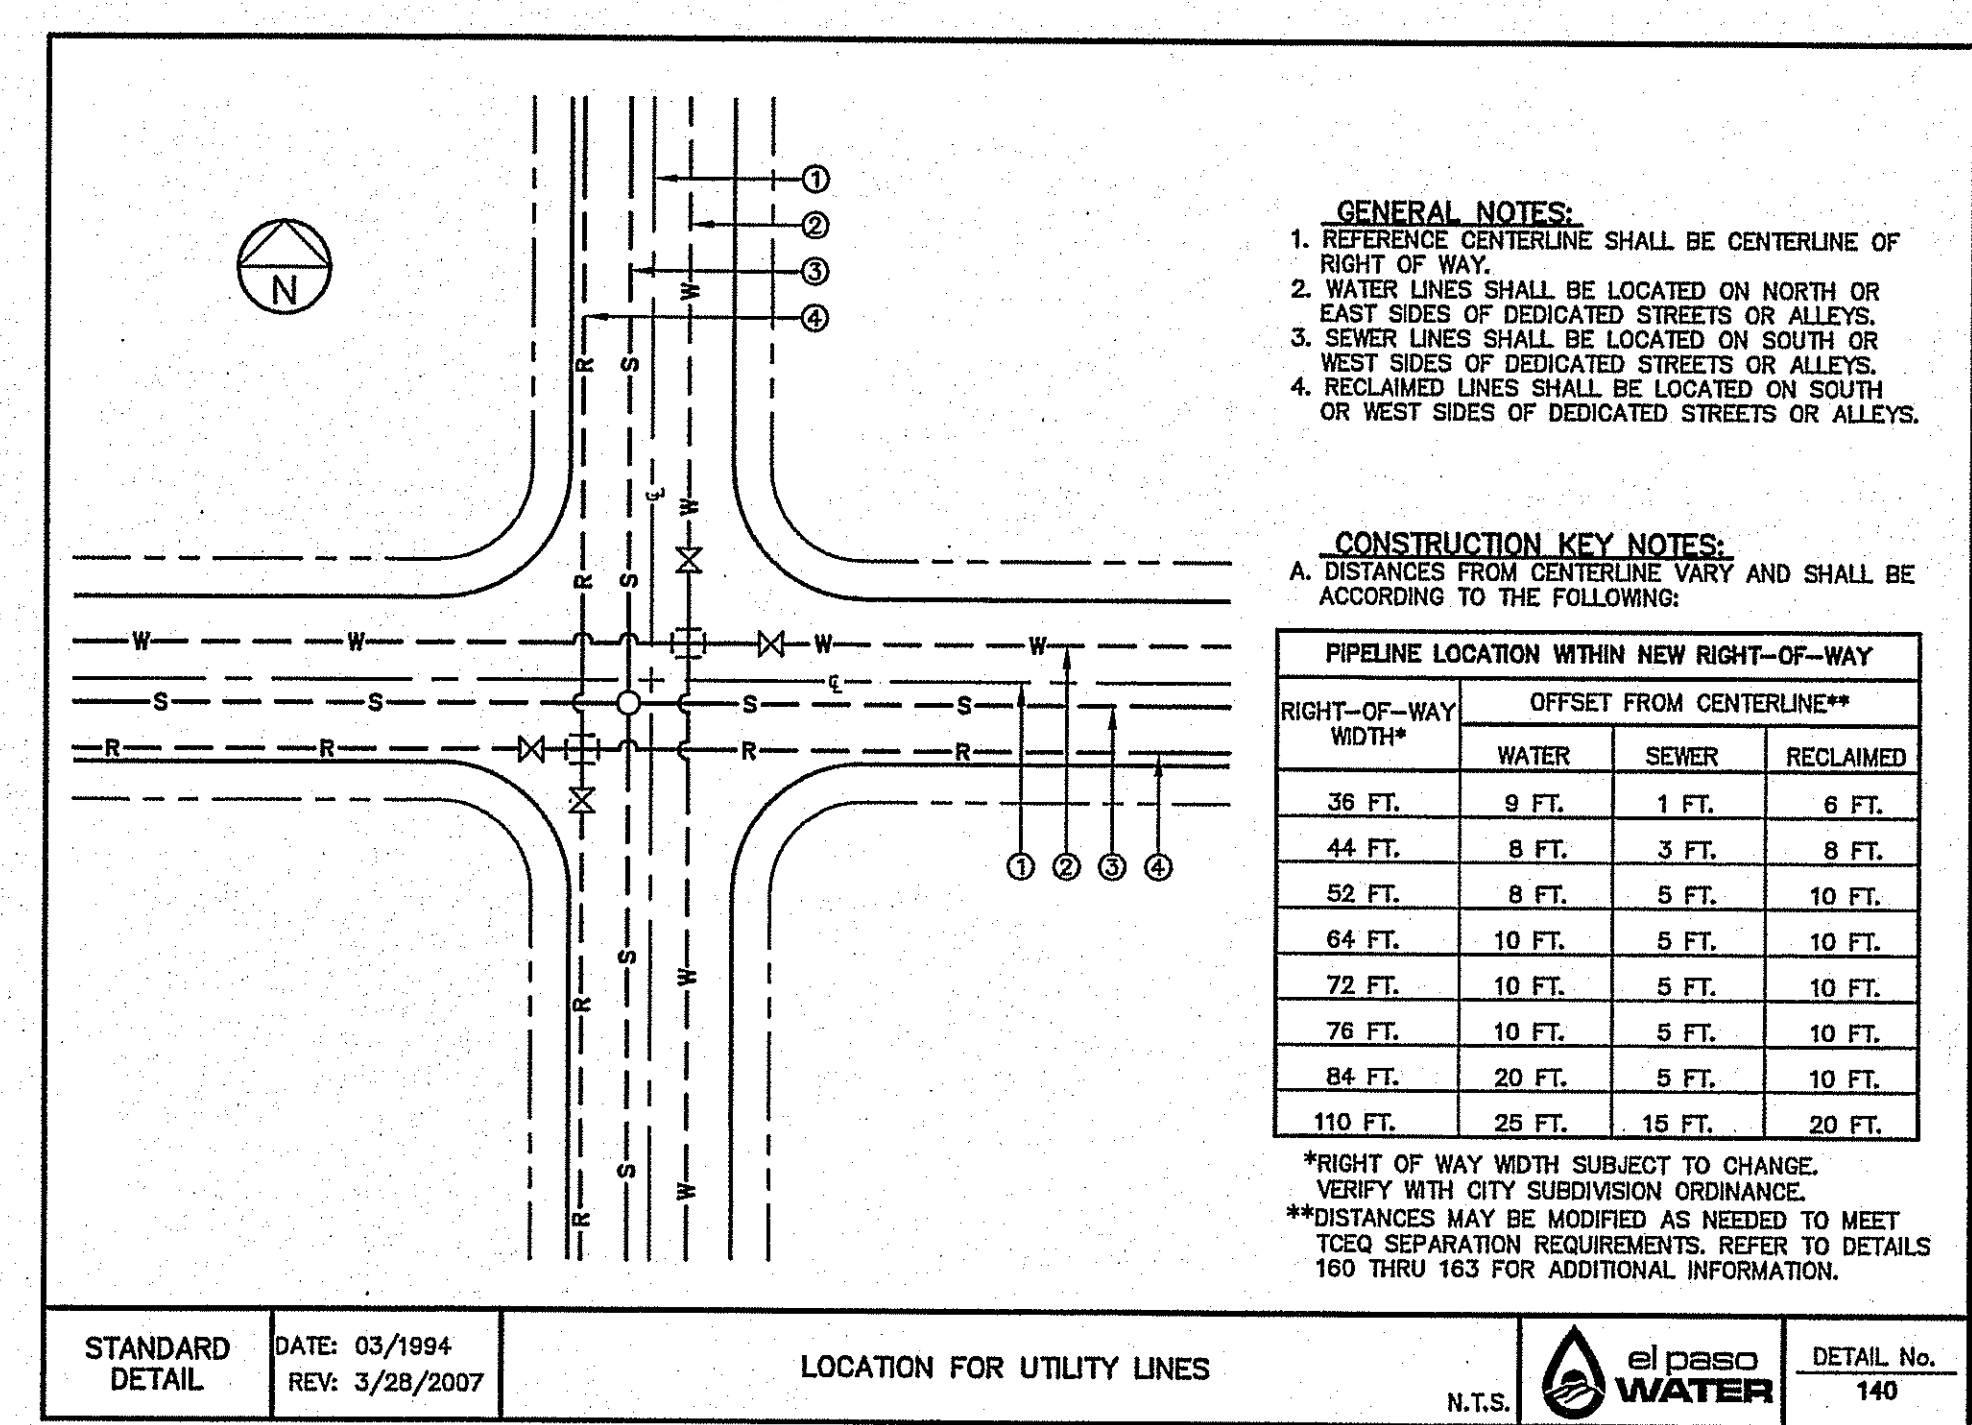 1
2
3
4
N
W
R
S
℄
W
R
S
W
W
W
W
℄
S
S
S
S
R
R
R
R
1
2
3
4
S
W
R
S
W
R
GENERAL NOTES:
1. REFERENCE CENTERLINE SHALL BE CENTERLINE OF
RIGHT OF WAY.
2. WATER LINES SHALL BE LOCATED ON NORTH OR
EAST SIDES OF DEDICATED STREETS OR ALLEYS.
3. SEWER LINES SHALL BE LOCATED ON SOUTH OR
WEST SIDES OF DEDICATED STREETS OR ALLEYS.
4. RECLAIMED LINES SHALL BE LOCATED ON SOUTH
OR WEST SIDES OF DEDICATED STREETS OR ALLEYS.
CONSTRUCTION KEY NOTES:
A. DISTANCES FROM CENTERLINE VARY AND SHALL BE
ACCORDING TO THE FOLLOWING:
PIPELINE LOCATION WITHIN NEW RIGHT-OF-WAY
RIGHT-OF-WAY WIDTH*
OFFSET FROM CENTERLINE**
WATER SEWER RECLAIMED
36 FT. 9 FT. 1 FT. 6 FT.
44 FT. 8 FT. 3 FT. 8 FT.
52 FT. 8 FT. 5 FT. 10 FT.
64 FT. 10 FT. 5 FT. 10 FT.
72 FT. 10 FT. 5 FT. 10 FT.
76 FT. 10 FT. 5 FT. 10 FT.
84 FT. 20 FT. 5 FT. 10 FT.
110 FT. 25 FT. 15 FT. 20 FT.
*RIGHT OF WAY WIDTH SUBJECT TO CHANGE.
VERIFY WITH CITY SUBDIVISION ORDINANCE.
**DISTANCES MAY BE MODIFIED AS NEEDED TO MEET
TCEQ SEPARATION REQUIREMENTS. REFER TO DETAILS
160 THRU 163 FOR ADDITIONAL INFORMATION.
STANDARD
DETAIL
DATE: 03/1994
REV: 3/28/2007
LOCATION FOR UTILITY LINES
N.T.S.
el paso
WATER
DETAIL No.
140